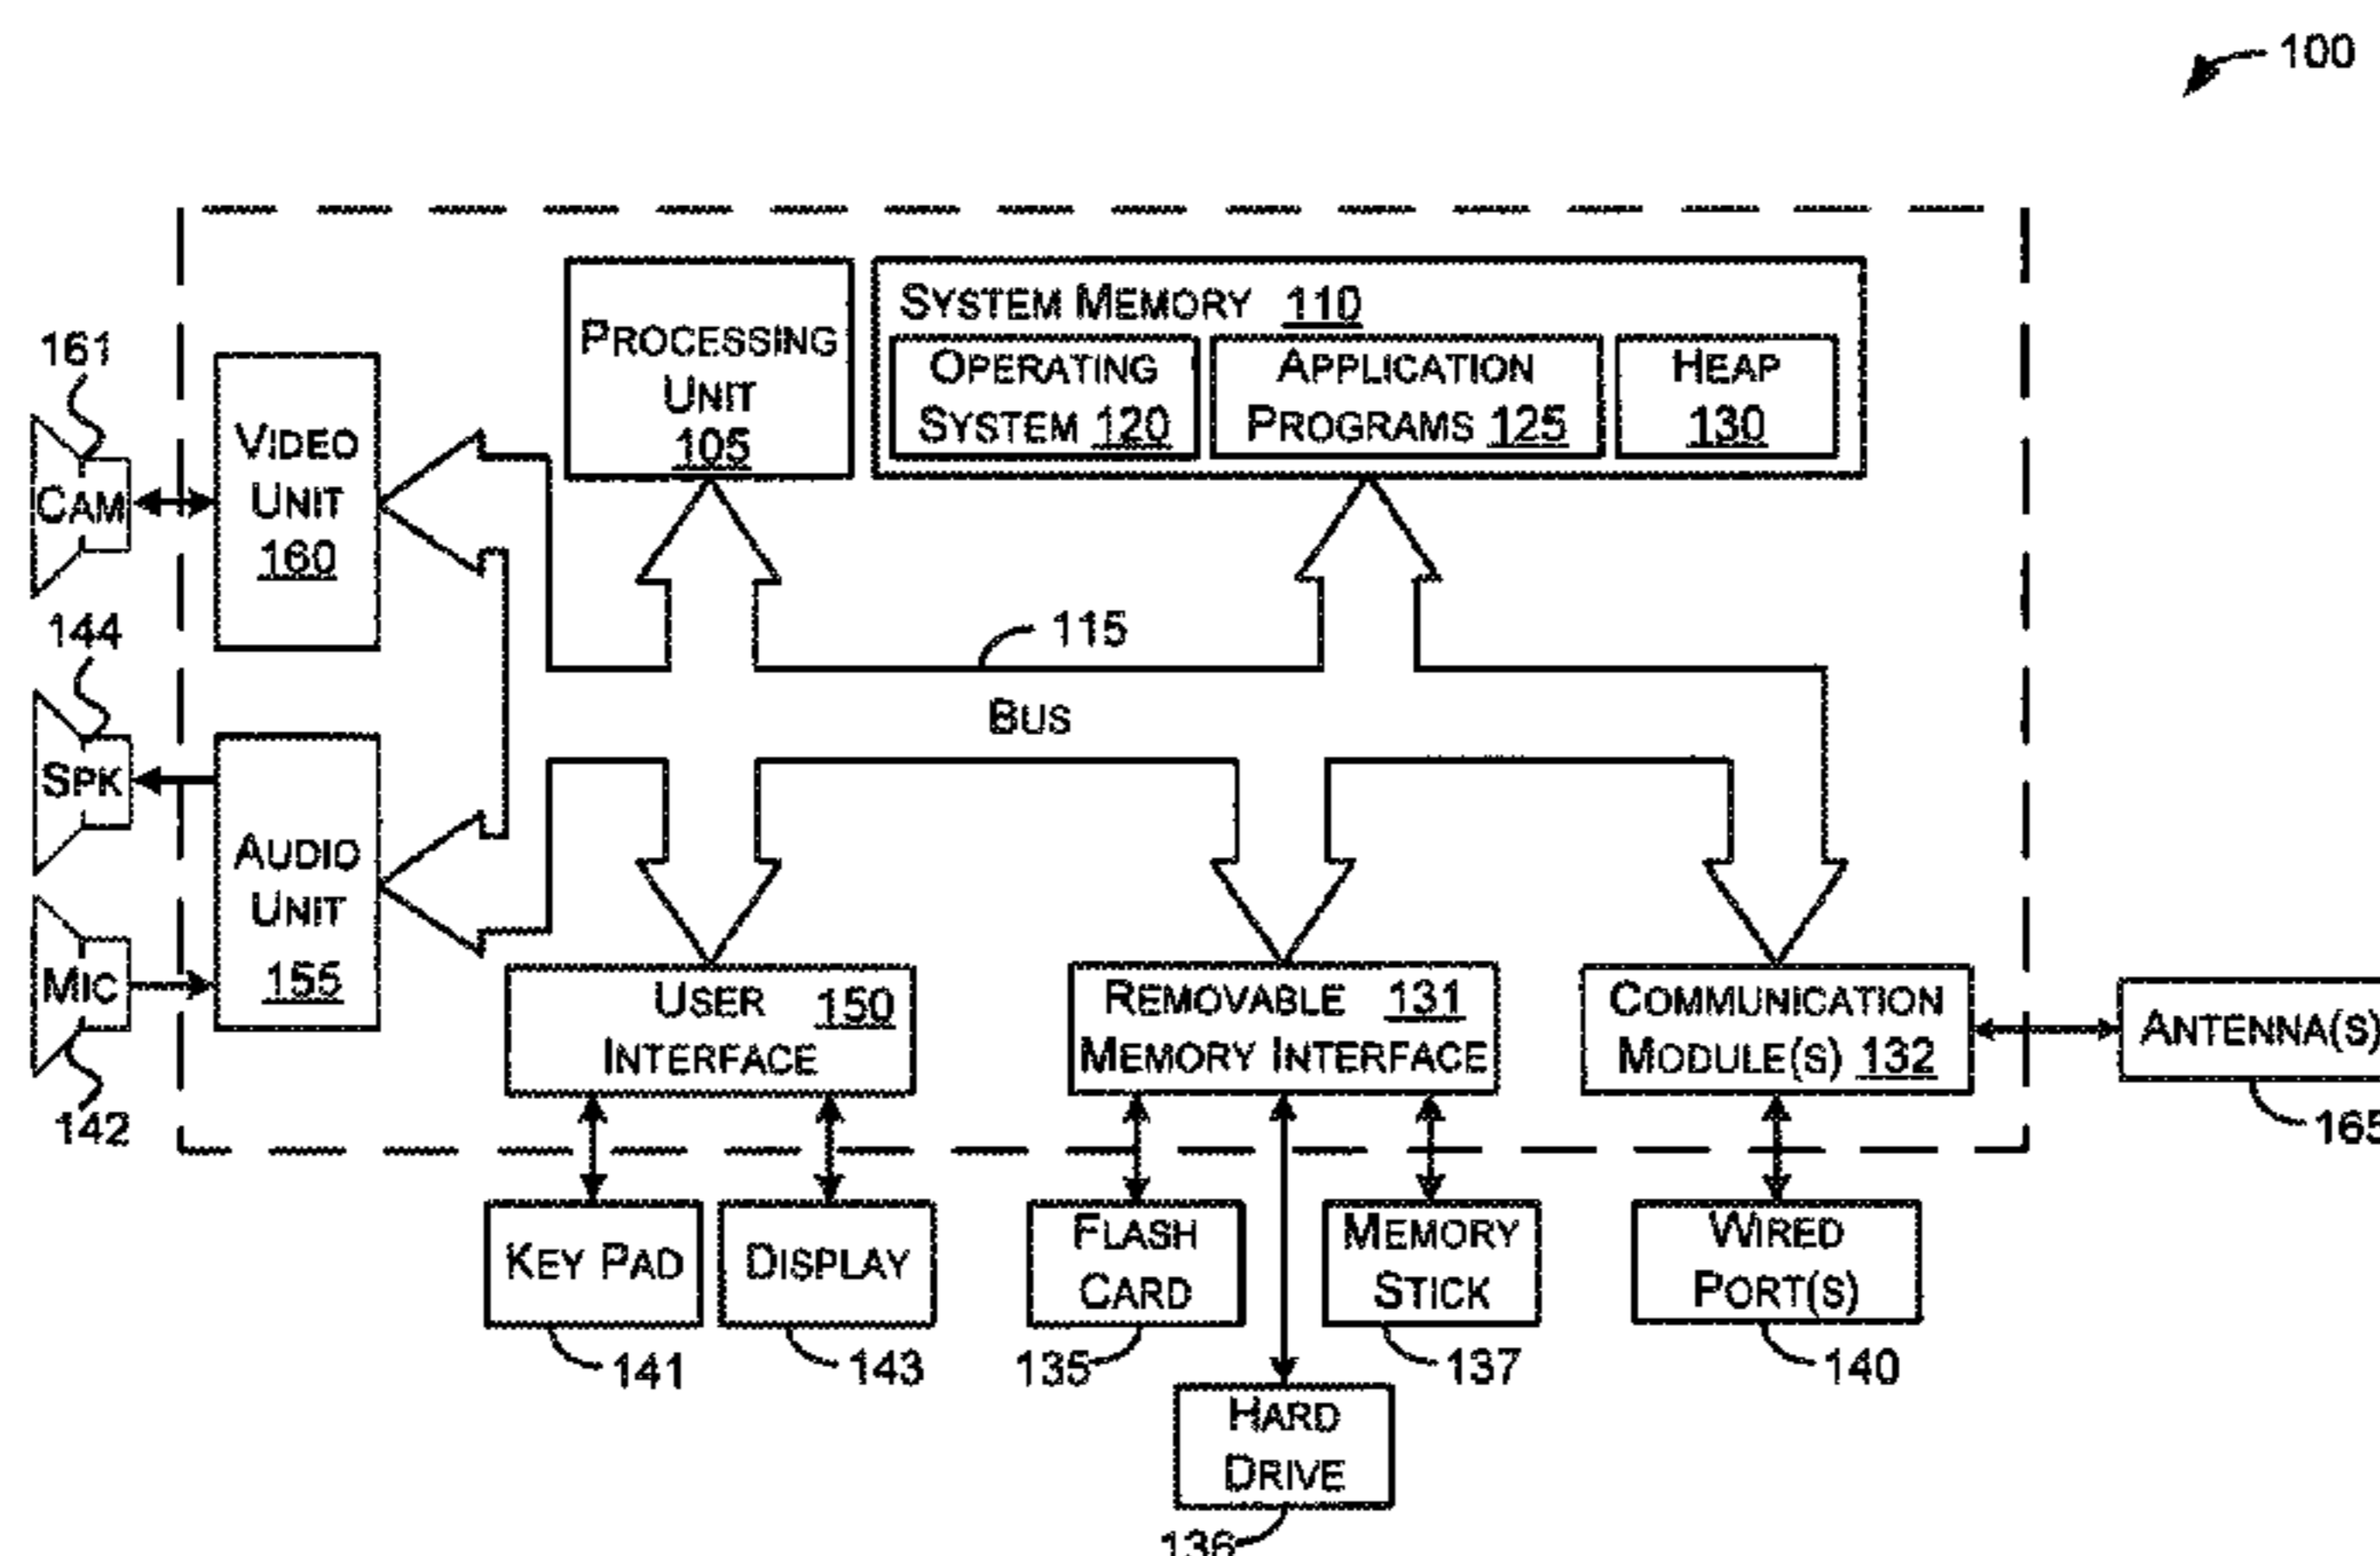 100
SYSTEM MEMORY 110
PROCESSING
UNIT
105
OPERATING
SYSTEM 120
APPLICATION
PROGRAMS 125
HEAP
130
161
CAM
VIDEO
UNIT
160
144
SPK
115
BUS
AUDIO
UNIT
155
MIC
142
USER 150
INTERFACE
REMOVABLE 131
MEMORY INTERFACE
COMMUNICATION
MODULE(S) 132
ANTENNA(S)
165
KEY PAD
DISPLAY
FLASH
CARD
MEMORY
STICK
WIRED
PORT(S)
141
143
135
137
140
HARD
DRIVE
136